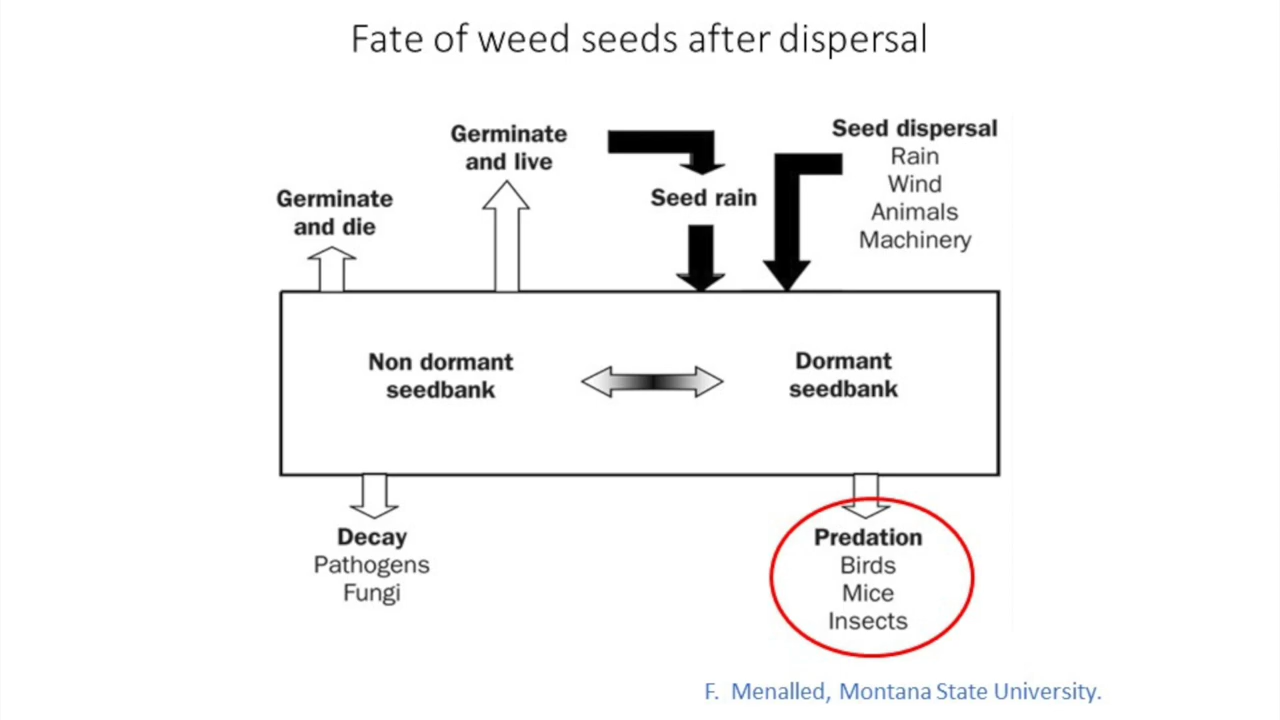 Fate of weed seeds after dispersal
Germinate
and live
Seed dispersal
Rain
Wind
Animals
Machinery
Germinate
and die
Seed rain
Non dormant
seedbank
Dormant
seedbank
Decay
Pathogens
Fungi
Predation
Birds
Mice
Insects
F. Menalled, Montana State University.